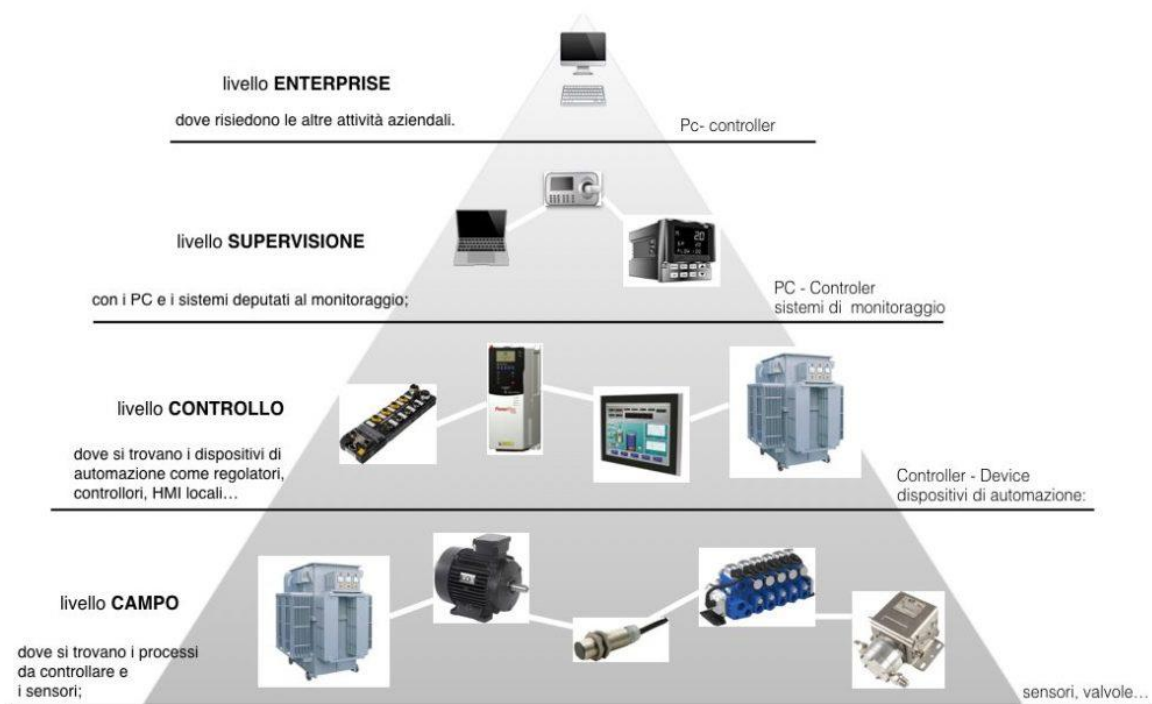 livello ENTERPRISE
dove risiedono le altre attività aziendali.
Pc- controller
livello SUPERVISIONE
con i PC e i sistemi deputati al monitoraggio;
PC - Controler
sistemi di monitoraggio
livello CONTROLLO
dove si trovano i dispositivi di
automazione come regolatori,
controllori, HMI locali…
Controller - Device
dispositivi di automazione:
livello CAMPO
dove si trovano i processi
da controllare e
i sensori;
sensori, valvole…